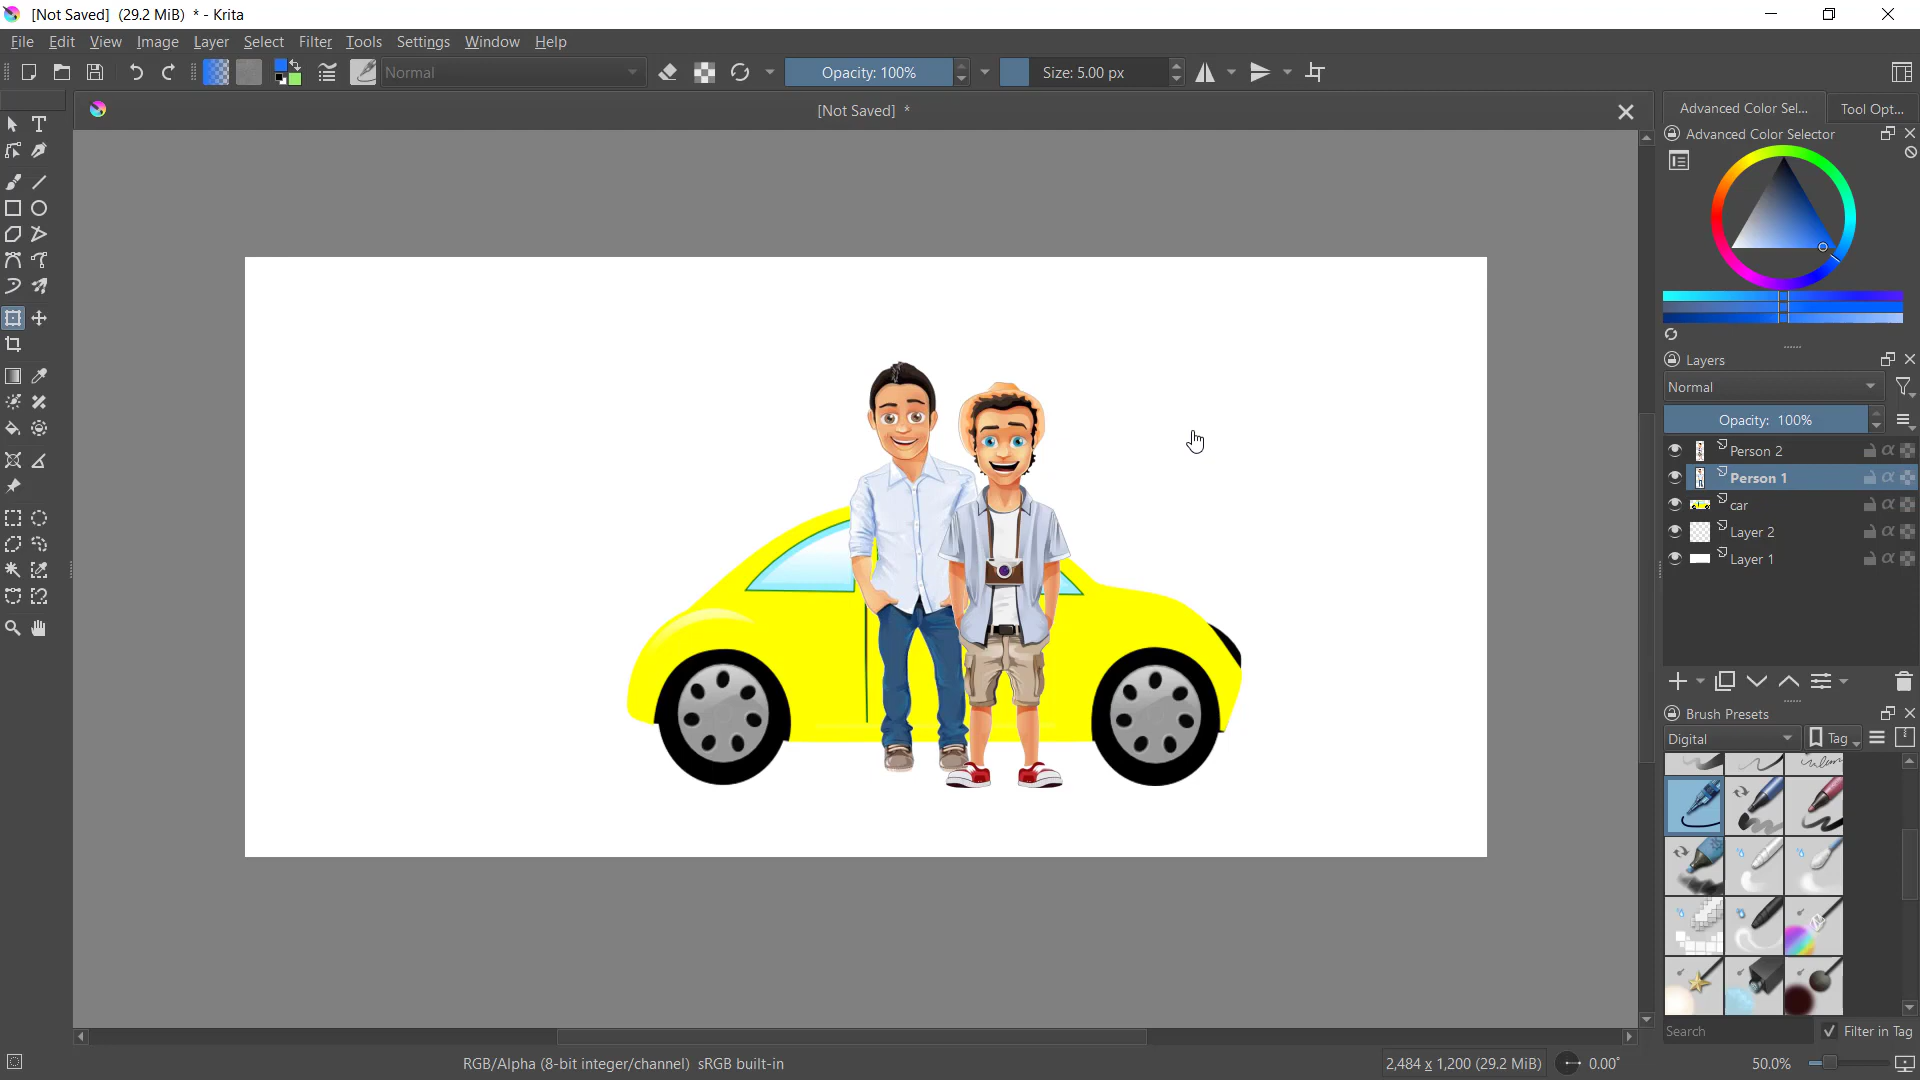 [Not Saved]  (29.2 MiB)  * - Krita
File Edit View Image Layer Select Filter Tools Settings Window Help
Normal Opacity: 100% Size: 5.00 px
[Not Saved]  *
Advanced Color Sel... Tool Opt...
Advanced Color Selector
Layers
Normal
Opacity:  100%
Person 2
Person 1
car
Layer 2
Layer 1
Brush Presets
Digital Tag
Search Filter in Tag
RGB/Alpha (8-bit integer/channel)  sRGB built-in 2,484 x 1,200 (29.2 MiB) 0.00° 50.0%